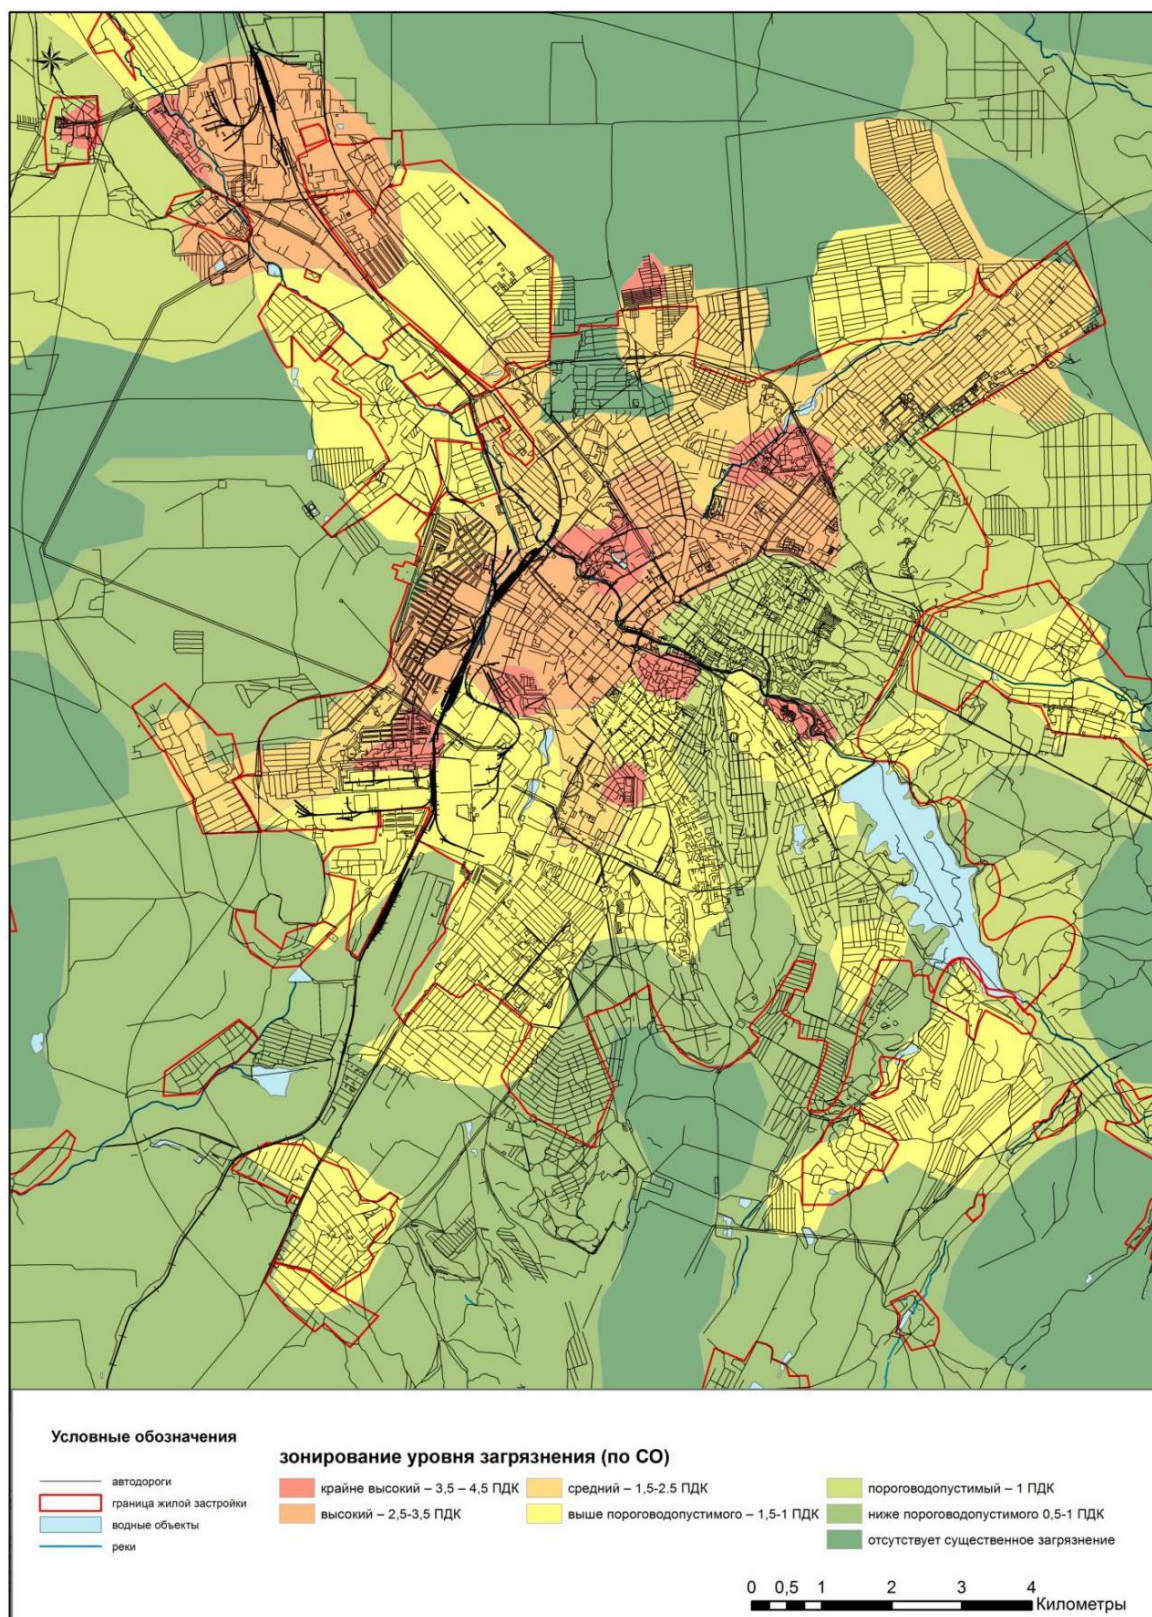 Условные обозначения
автодороги
граница жилой застройки
водные объекты
реки
зонирование уровня загрязнения (по СО)
крайне высокий – 3,5 – 4,5 ПДК
высокий – 2,5-3,5 ПДК
средний – 1,5-2.5 ПДК
выше пороговодопустимого – 1,5-1 ПДК
пороговодопустимый – 1 ПДК
ниже пороговодопустимого 0,5-1 ПДК
отсутствует существенное загрязнение
0 0,5 1 2 3 4
Километры